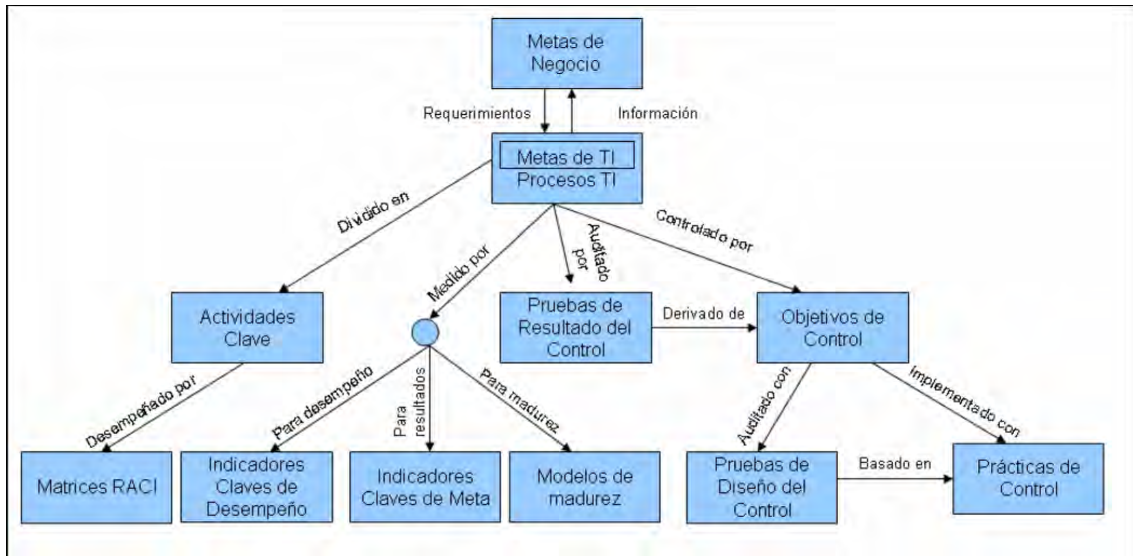 Metas de
Negocio
Requerimientos
Información
Metas de TI
Procesos TI
Dividido en
Medido por
Auditado
por
Controlado por
Actividades
Clave
Pruebas de
Resultado del
Control
Derivado de
Objetivos de
Control
Desempeñado por
Para desempeño
Para
resultados
Para madurez
Auditado con
Implementado con
Matrices RACI
Indicadores
Claves de
Desempeño
Indicadores
Claves de Meta
Modelos de
madurez
Pruebas de
Diseño del
Control
Basado en
Prácticas de
Control